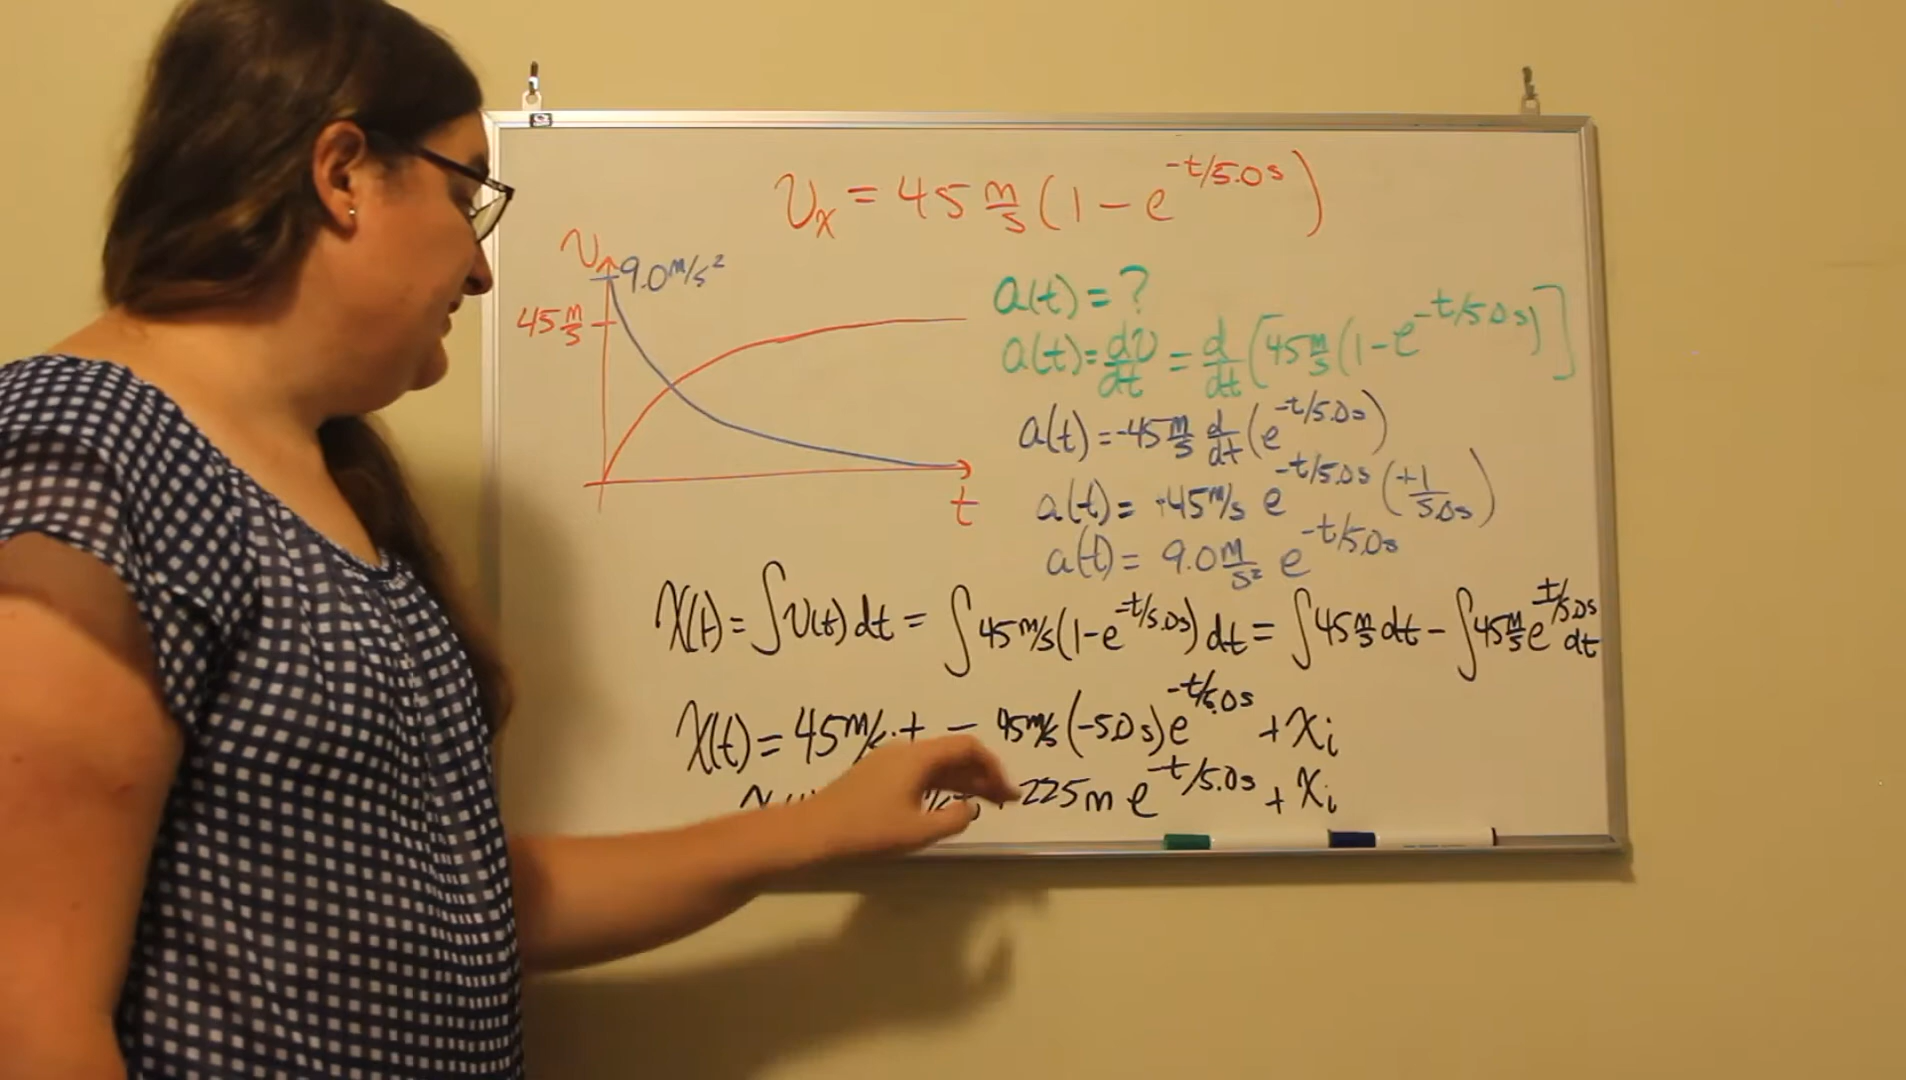 υₓ = 45 m/s (1 - e^(-t/5.0s))
υ
9.0 m/s²
45 m/s
t
a(t) = ?
a(t) = dυ/dt = d/dt [45 m/s (1 - e^(-t/5.0s))]
a(t) = -45 m/s d/dt (e^(-t/5.0s))
a(t) = +45 m/s e^(-t/5.0s) (+1/5.0s)
a(t) = 9.0 m/s² e^(-t/5.0s)
x(t) = ∫ υ(t) dt = ∫ 45 m/s (1 - e^(-t/5.0s)) dt = ∫ 45 m/s dt - ∫ 45 m/s e^(-t/5.0s) dt
x(t) = 45 m/s · t - 45 m/s (-5.0s) e^(-t/5.0s) + xᵢ
+ 225 m e^(-t/5.0s) + xᵢ